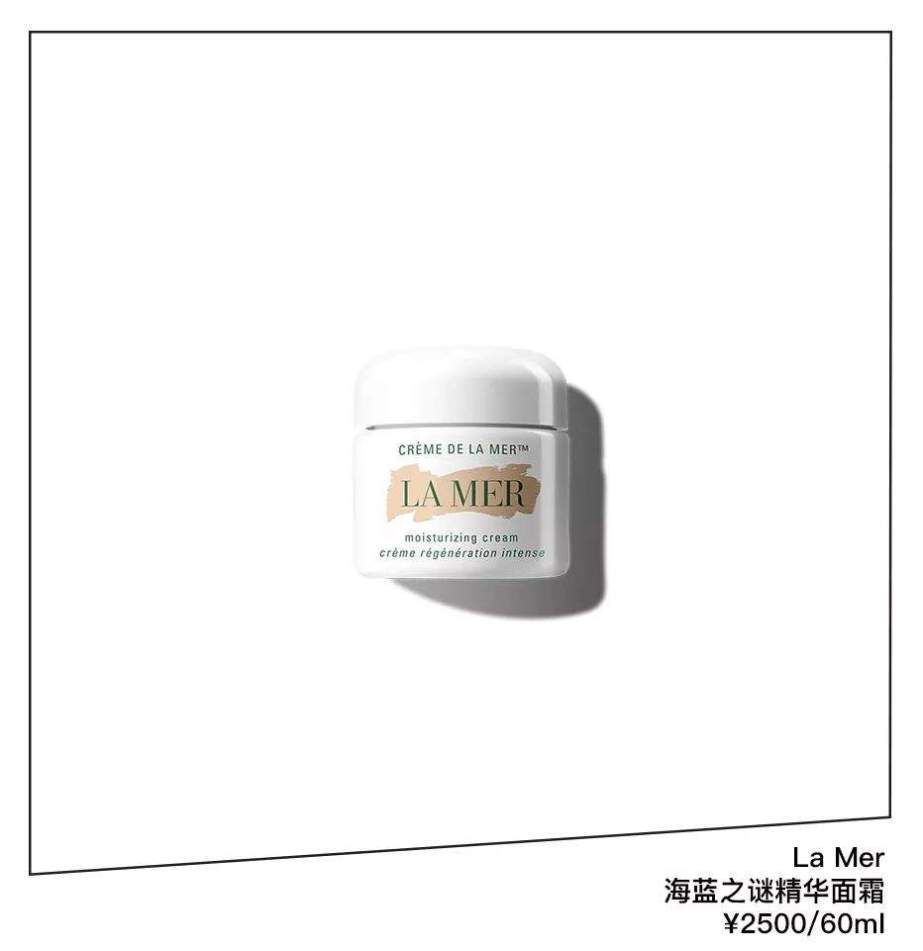 CRÈME DE LA MER™
LA MER
moisturizing cream
crème régénération intense
La Mer
海蓝之谜精华面霜
¥2500/60ml